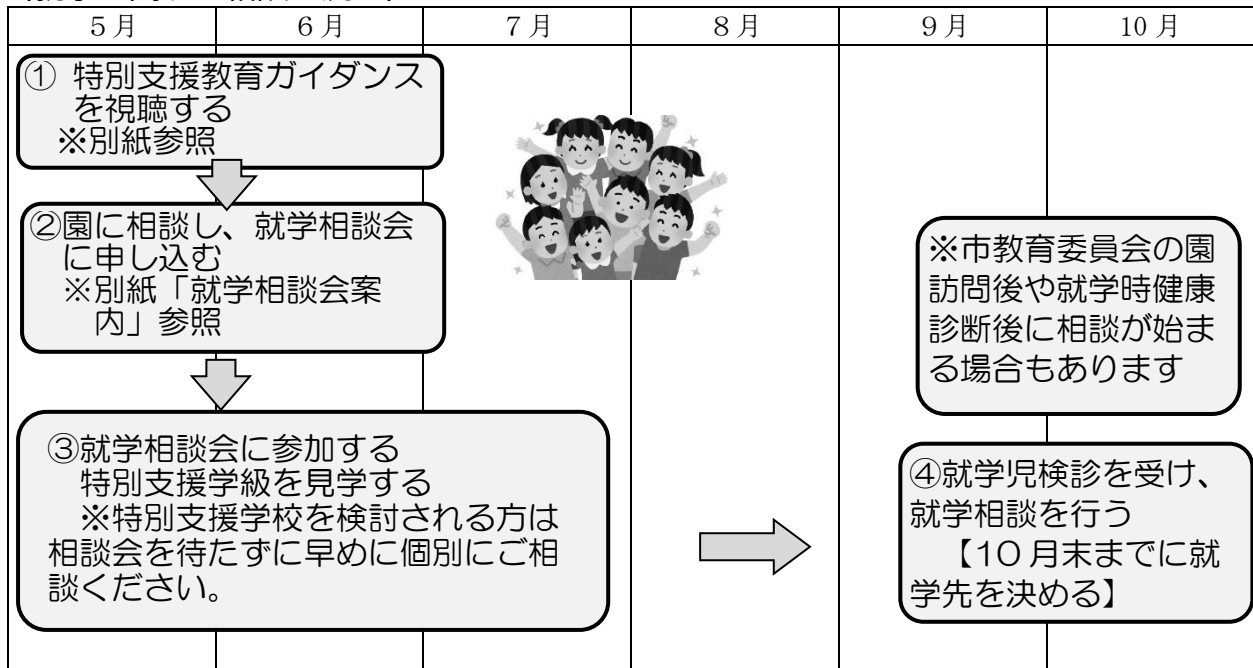 5月 6月 7月 8月 9月 10月
① 特別支援教育ガイダンス
を視聴する
※別紙参照
②園に相談し、就学相談会
に申し込む
※別紙「就学相談会案
内」参照
③就学相談会に参加する
特別支援学級を見学する
※特別支援学校を検討される方は
相談会を待たずに早めに個別にご相
談ください。
※市教育委員会の園
訪問後や就学時健康
診断後に相談が始ま
る場合もあります
④就学児検診を受け、
就学相談を行う
【10月末までに就
学先を決める】